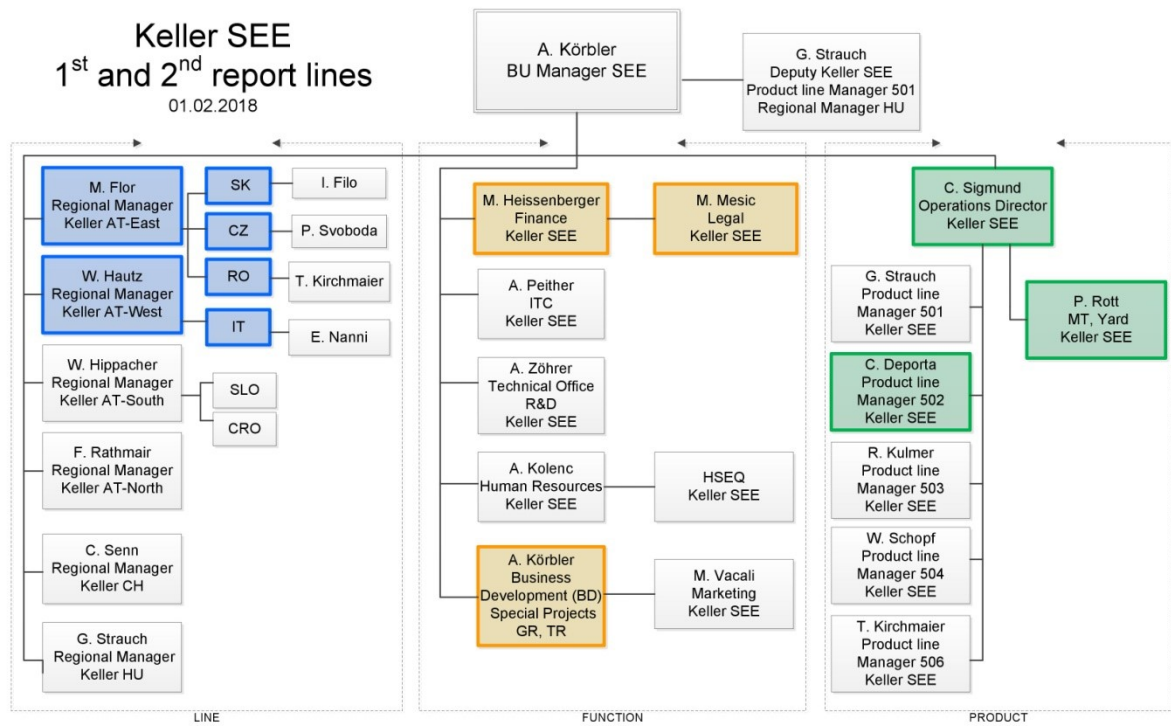 Keller SEE
1st and 2nd report lines
01.02.2018
A. Körbler
BU Manager SEE
G. Strauch
Deputy Keller SEE
Product line Manager 501
Regional Manager HU
M. Flor
Regional Manager
Keller AT-East
SK
I. Filo
CZ
P. Svoboda
RO
T. Kirchmaier
W. Hautz
Regional Manager
Keller AT-West
IT
E. Nanni
W. Hippacher
Regional Manager
Keller AT-South
SLO
CRO
F. Rathmair
Regional Manager
Keller AT-North
C. Senn
Regional Manager
Keller CH
G. Strauch
Regional Manager
Keller HU
LINE
M. Heissenberger
Finance
Keller SEE
M. Mesic
Legal
Keller SEE
A. Peither
ITC
Keller SEE
A. Zöhrer
Technical Office
R&D
Keller SEE
A. Kolenc
Human Resources
Keller SEE
HSEQ
Keller SEE
A. Körbler
Business
Development (BD)
Special Projects
GR, TR
M. Vacali
Marketing
Keller SEE
FUNCTION
C. Sigmund
Operations Director
Keller SEE
G. Strauch
Product line
Manager 501
Keller SEE
P. Rott
MT, Yard
Keller SEE
C. Deporta
Product line
Manager 502
Keller SEE
R. Kulmer
Product line
Manager 503
Keller SEE
W. Schopf
Product line
Manager 504
Keller SEE
T. Kirchmaier
Product line
Manager 506
Keller SEE
PRODUCT